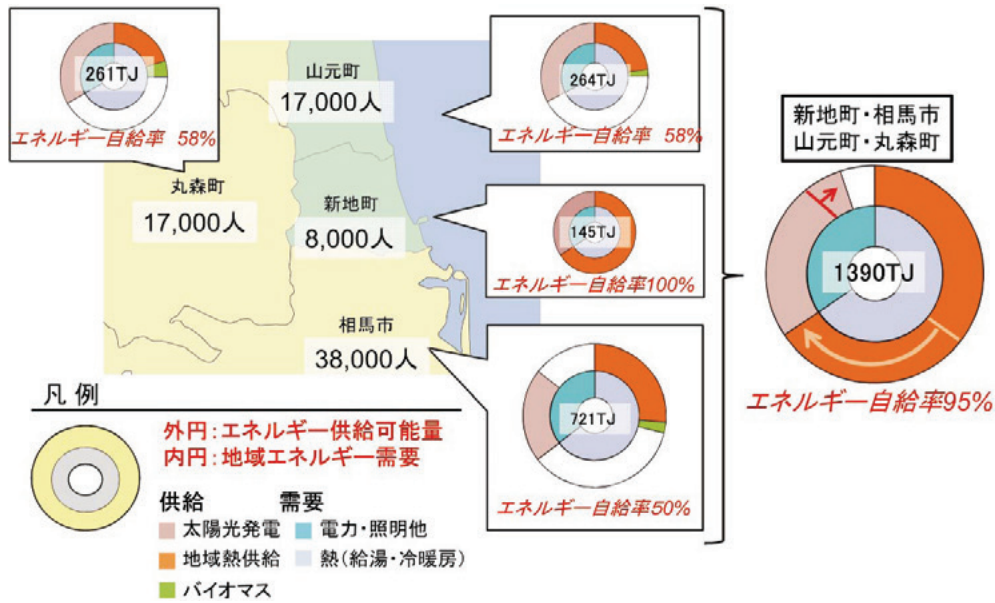 261TJ
エネルギー自給率 58%
山元町
17,000人
264TJ
エネルギー自給率 58%
丸森町
17,000人
新地町
8,000人
145TJ
エネルギー自給率100%
相馬市
38,000人
721TJ
エネルギー自給率50%
新地町・相馬市
山元町・丸森町
1390TJ
エネルギー自給率95%
凡 例
外円:エネルギー供給可能量
内円:地域エネルギー需要
供給
需要
太陽光発電
電力・照明他
地域熱供給
熱(給湯・冷暖房)
バイオマス